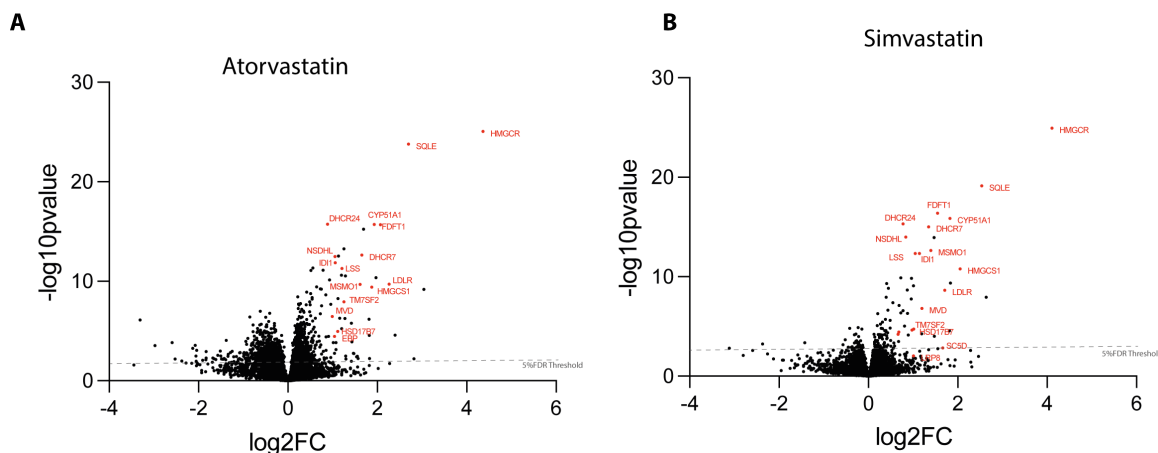 A
Atorvastatin
30
20
10
0
-log10pvalue
-4
-2
0
2
4
6
log2FC
HMGCR
SQLE
CYP51A1
DHCR24
FDFT1
NSDHL
DHCR7
IDI1
LSS
LDLR
MSMO1
HMGCS1
TM7SF2
MVD
HSD17B7
EBP
5%FDR Threshold
B
Simvastatin
30
20
10
0
-log10pvalue
-4
-2
0
2
4
6
log2FC
HMGCR
SQLE
FDFT1
DHCR24
CYP51A1
DHCR7
NSDHL
MSMO1
LSS
IDI1
HMGCS1
LDLR
MVD
TM7SF2
HSD17B7
SC5D
5%FDR Threshold